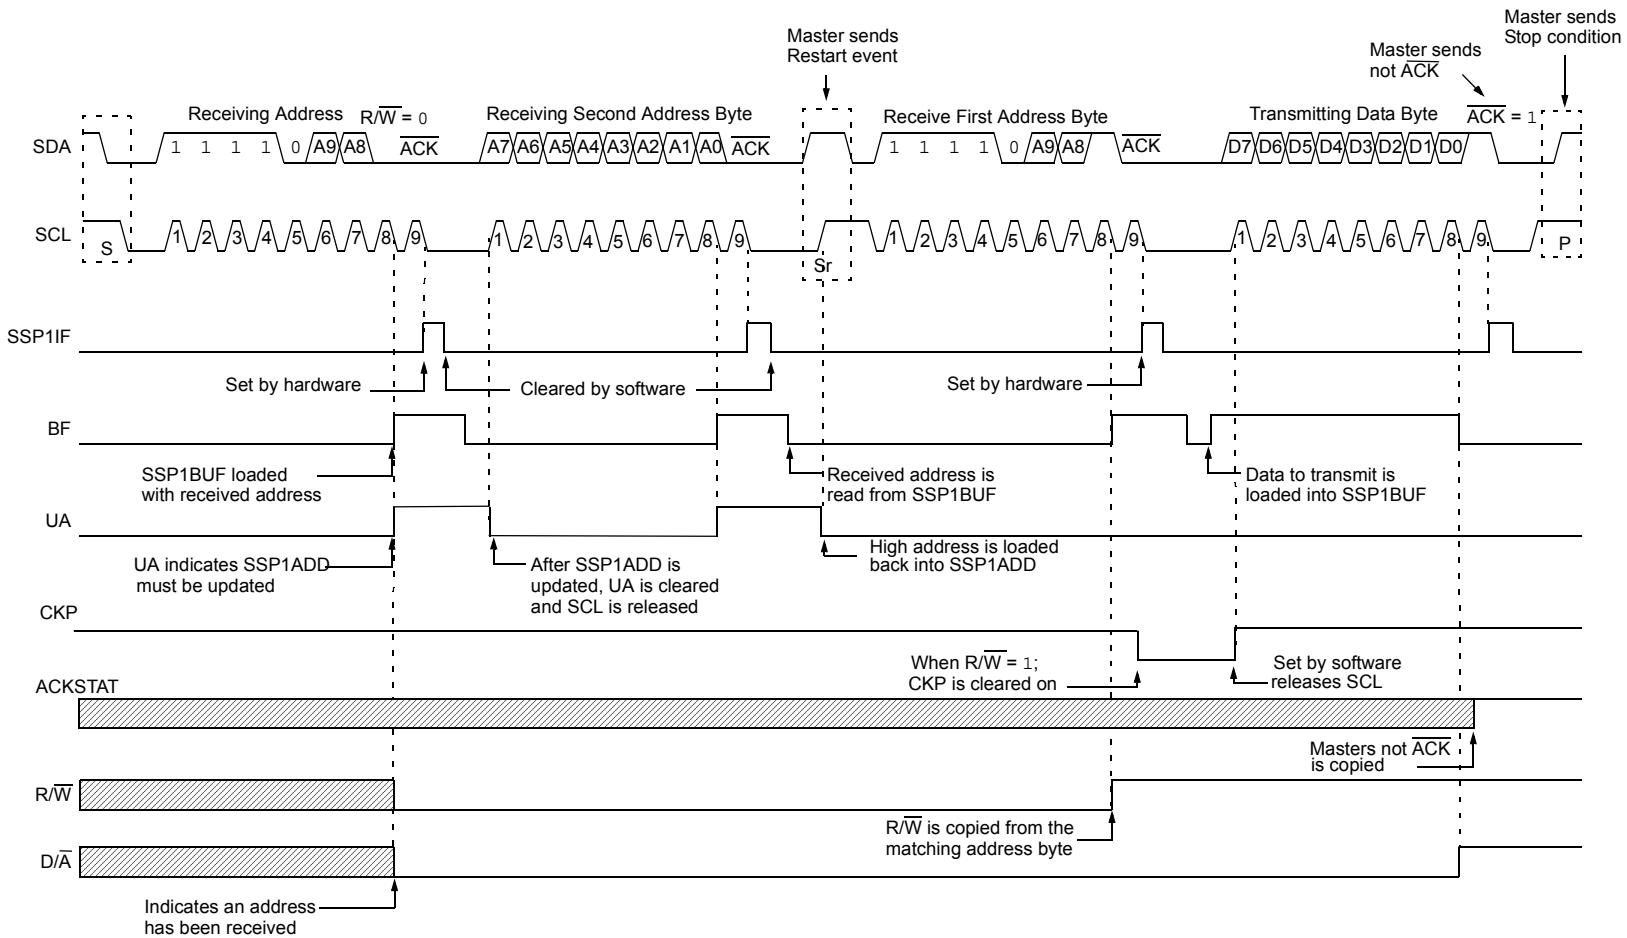 Master sends
Stop condition
Master sends
Restart event
Master sends
not ACK
Receiving Address R/W = 0
Receiving Second Address Byte
Receive First Address Byte
Transmitting Data Byte
ACK = 1
SDA
1 1 1 1 0 A9 A8 ACK
A7 A6 A5 A4 A3 A2 A1 A0 ACK
1 1 1 1 0 A9 A8 ACK
D7 D6 D5 D4 D3 D2 D1 D0
SCL
S
1 2 3 4 5 6 7 8 9
1 2 3 4 5 6 7 8 9
Sr
1 2 3 4 5 6 7 8 9
1 2 3 4 5 6 7 8 9
P
SSP1IF
Set by hardware
Cleared by software
Set by hardware
BF
SSP1BUF loaded
with received address
Received address is
read from SSP1BUF
Data to transmit is
loaded into SSP1BUF
UA
UA indicates SSP1ADD
must be updated
After SSP1ADD is
updated, UA is cleared
and SCL is released
High address is loaded
back into SSP1ADD
CKP
When R/W = 1;
CKP is cleared on
Set by software
releases SCL
ACKSTAT
Masters not ACK
is copied
R/W
R/W is copied from the
matching address byte
D/A
Indicates an address
has been received